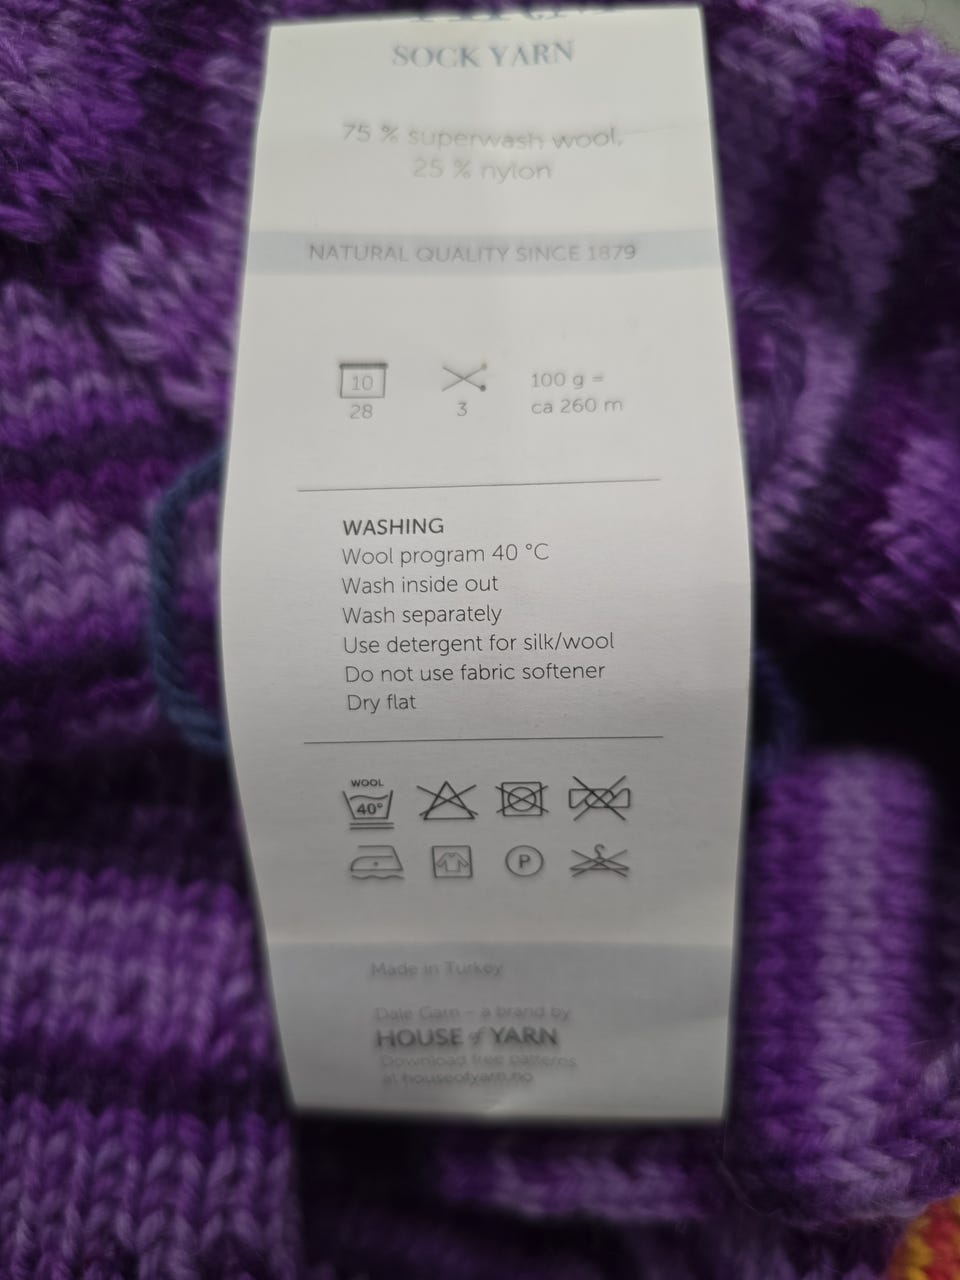 SOCK YARN
75 % superwash wool,
25 % nylon
NATURAL QUALITY SINCE 1879
10
28
3
100 g =
ca 260 m
WASHING
Wool program 40 °C
Wash inside out
Wash separately
Use detergent for silk/wool
Do not use fabric softener
Dry flat
WOOL
40°
P
Made in Turkey
Dale Garn – a brand by
HOUSE of YARN
Download free patterns
at houseofyarn.no